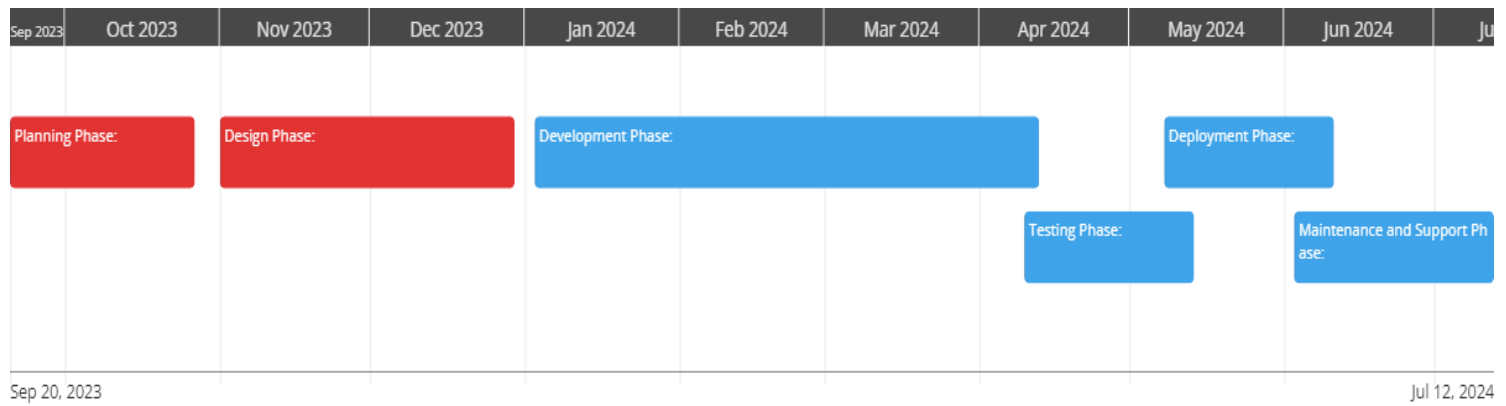 Sep 2023 Oct 2023 Nov 2023 Dec 2023 Jan 2024 Feb 2024 Mar 2024 Apr 2024 May 2024 Jun 2024 Ju
Planning Phase: Design Phase: Development Phase: Deployment Phase:
Testing Phase: Maintenance and Support Ph
ase:
Sep 20, 2023 Jul 12, 2024